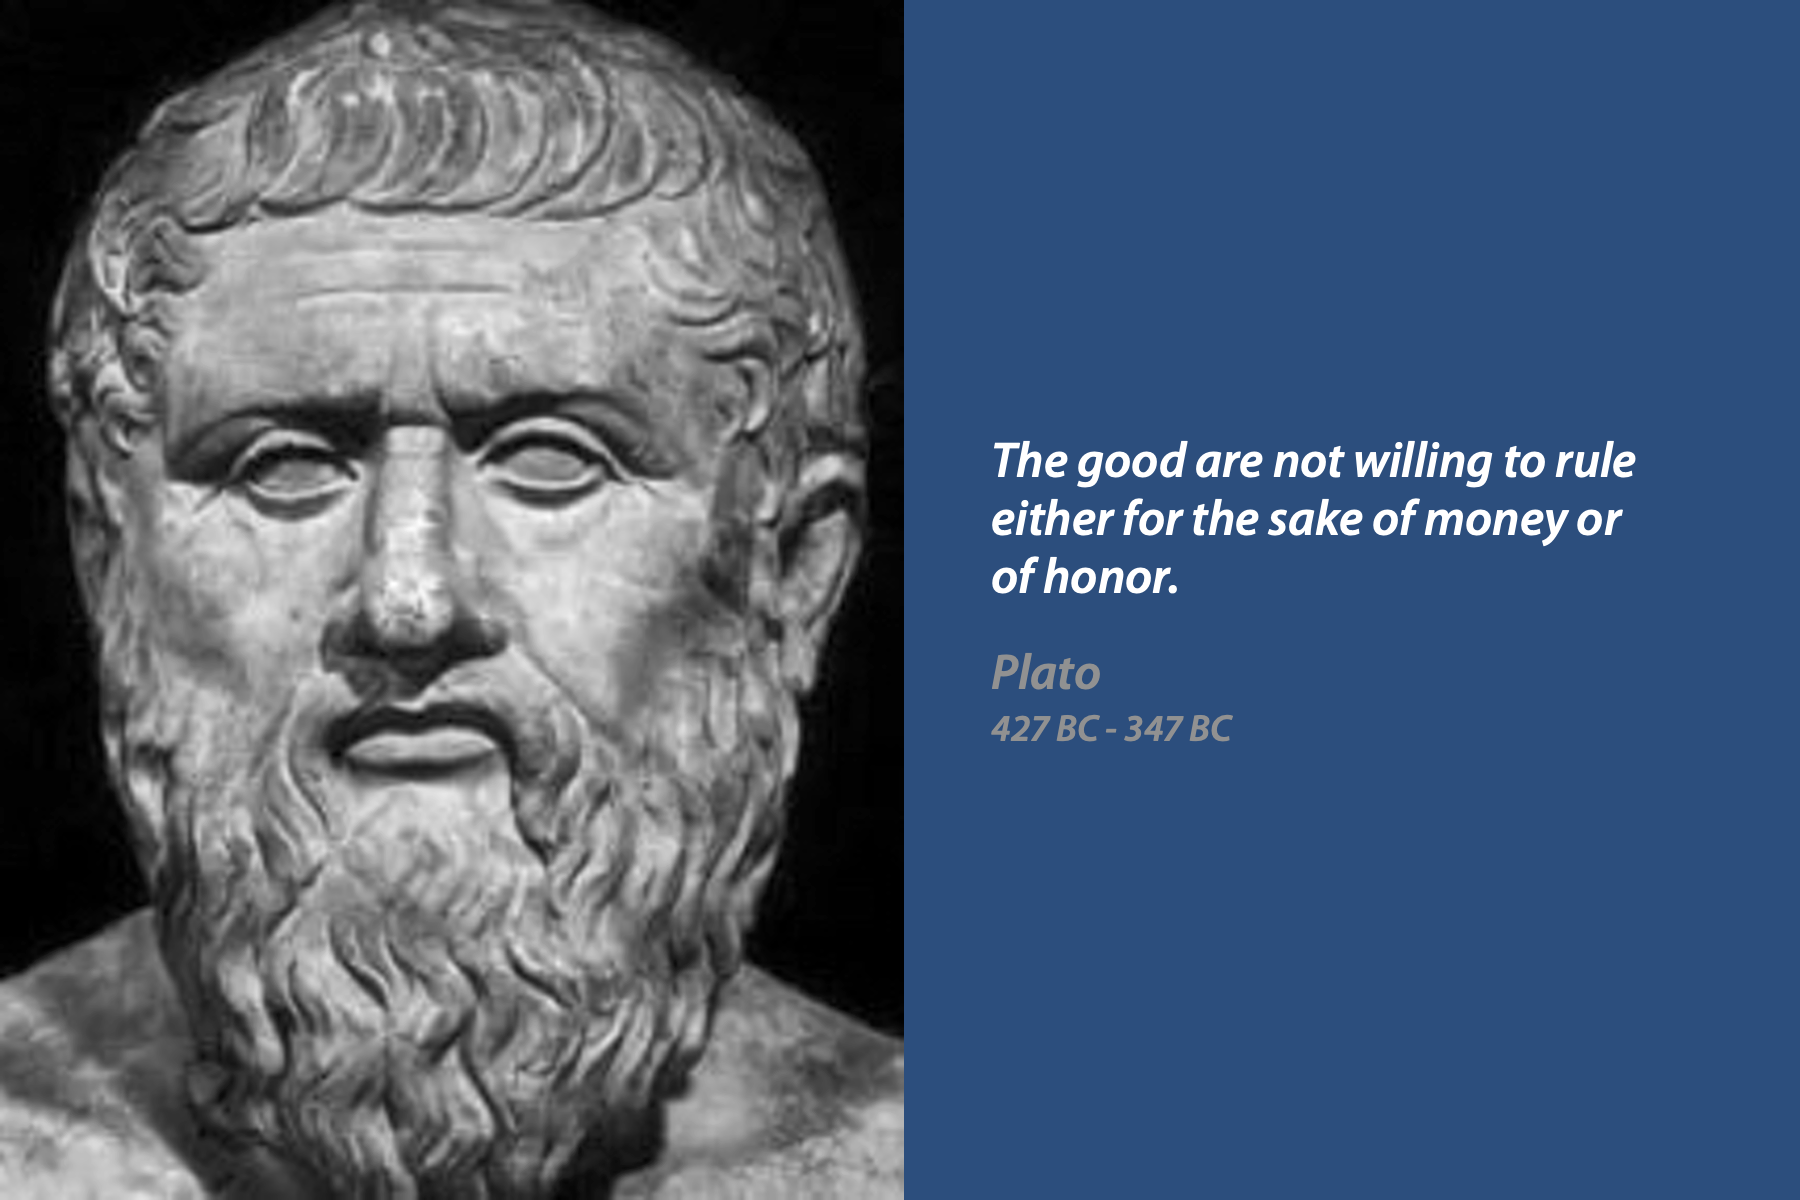 The good are not willing to rule
either for the sake of money or
of honor.
Plato
427 BC - 347 BC